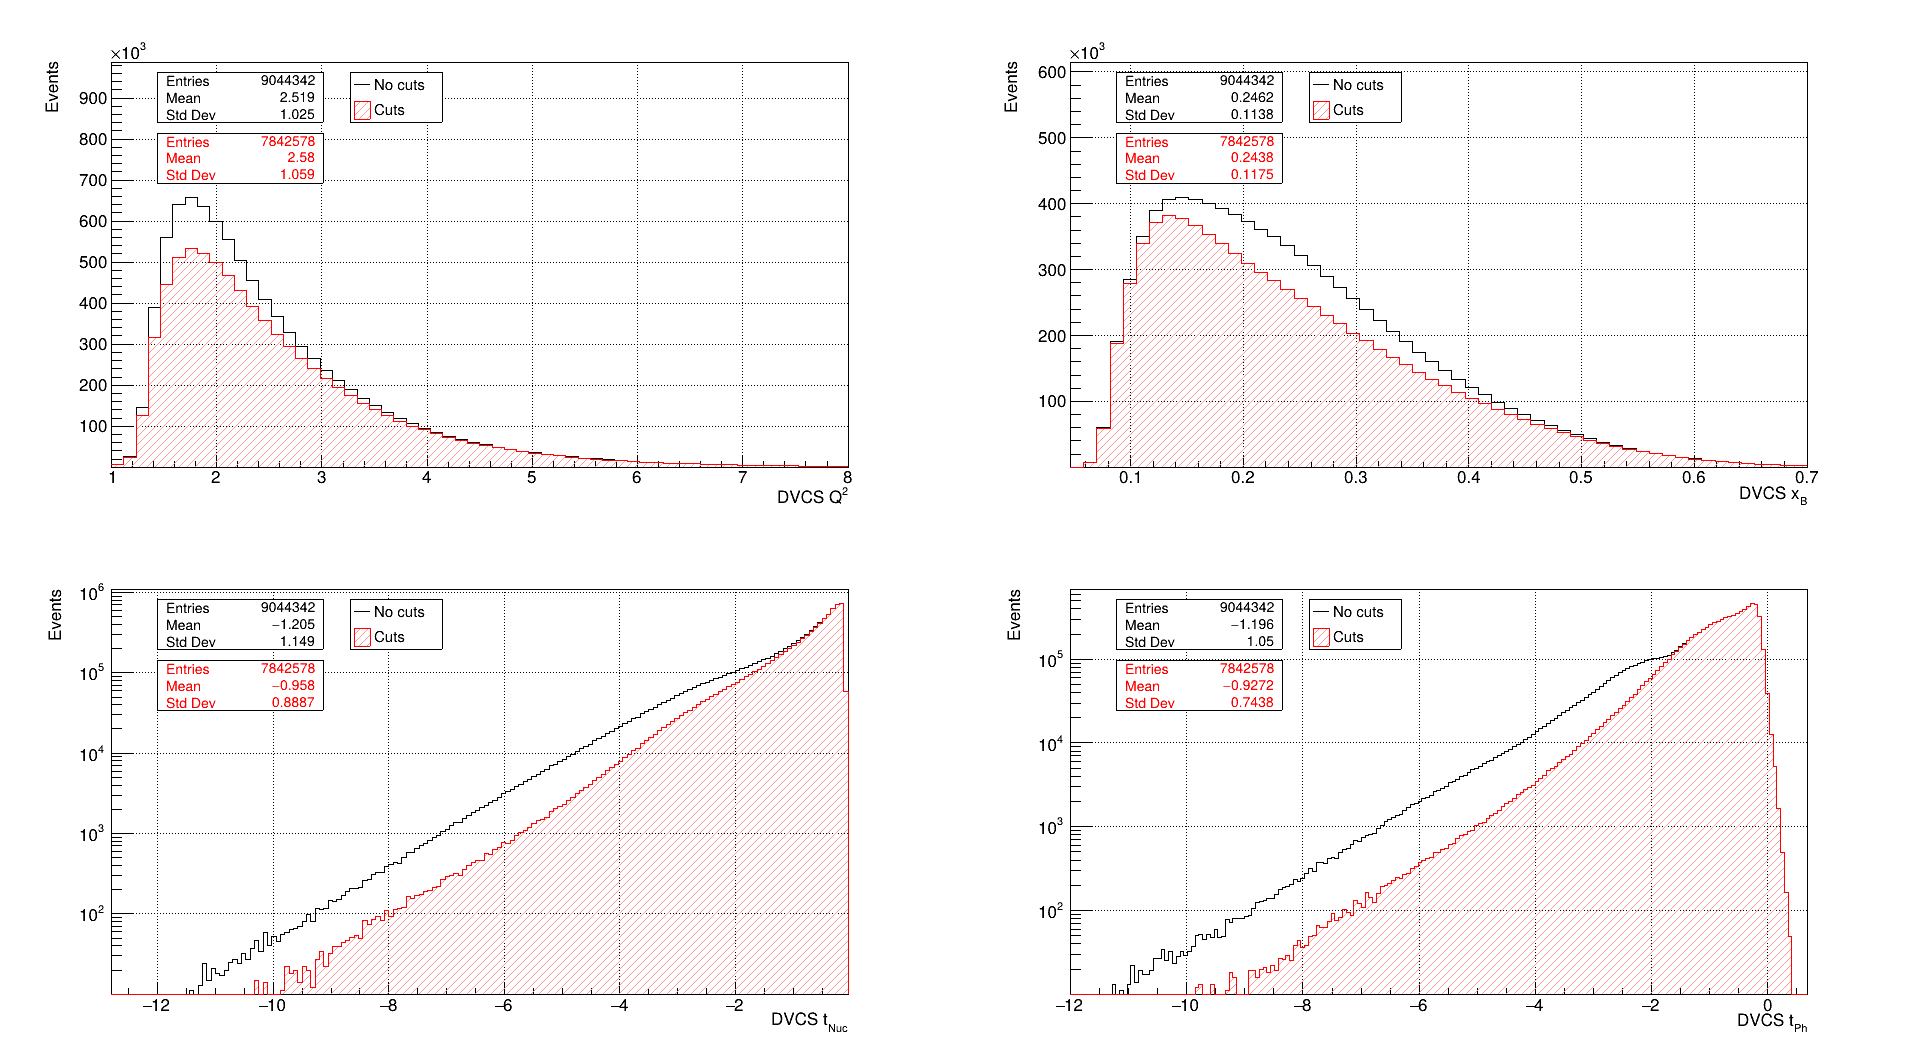 ×10³
Events
Entries 9044342
Mean 2.519
Std Dev 1.025
Entries 7842578
Mean 2.58
Std Dev 1.059
No cuts
Cuts
900
800
700
600
500
400
300
200
100
1 2 3 4 5 6 7 8
DVCS Q²
×10³
Events
Entries 9044342
Mean 0.2462
Std Dev 0.1138
Entries 7842578
Mean 0.2438
Std Dev 0.1175
No cuts
Cuts
600
500
400
300
200
100
0.1 0.2 0.3 0.4 0.5 0.6 0.7
DVCS x_B
Events
Entries 9044342
Mean −1.205
Std Dev 1.149
Entries 7842578
Mean −0.958
Std Dev 0.8887
No cuts
Cuts
10⁶
10⁵
10⁴
10³
10²
−12 −10 −8 −6 −4 −2
DVCS t_Nuc
Events
Entries 9044342
Mean −1.196
Std Dev 1.05
Entries 7842578
Mean −0.9272
Std Dev 0.7438
No cuts
Cuts
10⁵
10⁴
10³
10²
−12 −10 −8 −6 −4 −2 0
DVCS t_Ph